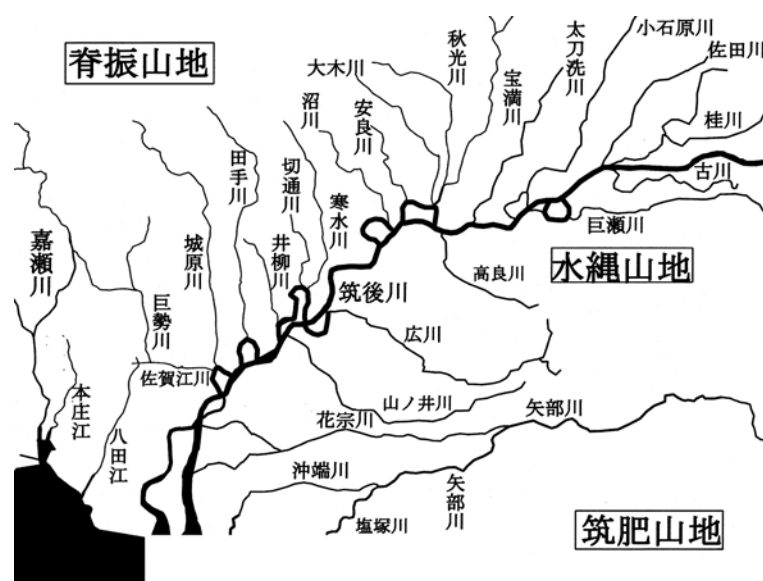 脊振山地
大木川
秋光川
宝満川
太刀洗川
小石原川
佐田川
桂川
古川
巨瀬川
水縄山地
沼川
安良川
田手川
切通川
寒水川
井柳川
城原川
嘉瀬川
巨勢川
筑後川
高良川
広川
佐賀江川
山ノ井川
花宗川
矢部川
本庄江
八田江
沖端川
矢部川
塩塚川
筑肥山地